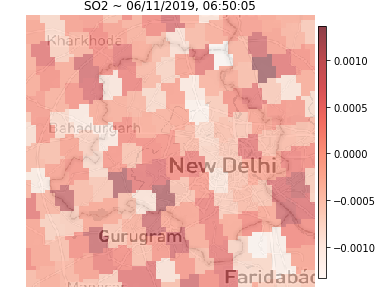 SO2 ~ 06/11/2019, 06:50:05
Kharkhoda
0.0010
Bahadurgarh
0.0005
New Delhi
0.0000
−0.0005
Gurugram
−0.0010
Faridabad